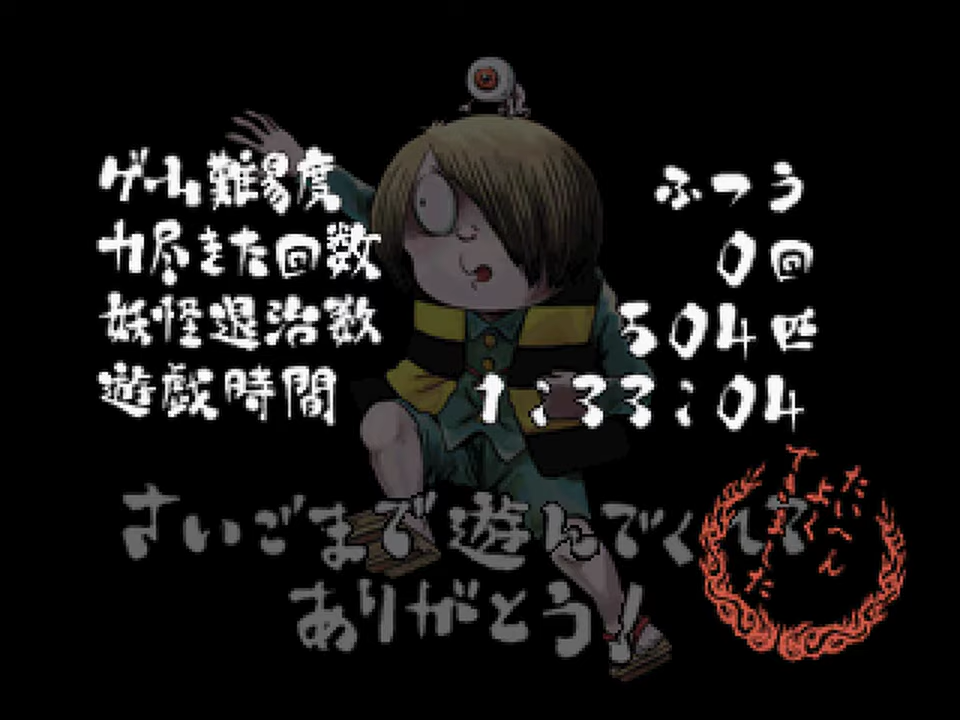 ゲーム難易度 ふつう
力尽きた回数 0回
妖怪退治数 504匹
遊戯時間 1:33:04
さいごまで遊んでくれて
ありがとう!
たいへん
よく
できました